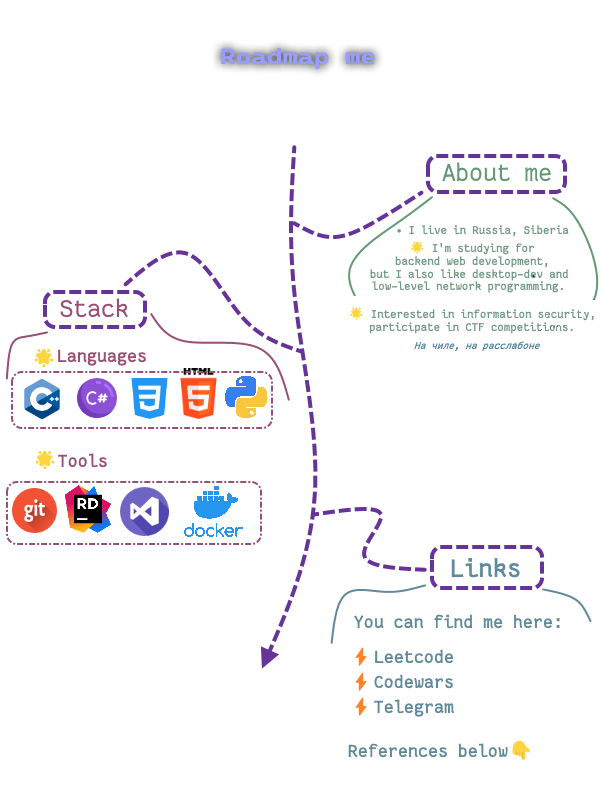 Roadmap me
About me
• I live in Russia, Siberia
I'm studying for
backend web development,
but I also like desktop-dev and
low-level network programming.
Interested in information security,
participate in CTF competitions.
На чиле, на расслабоне
Stack
Languages
C++
C#
3
HTML
5
Tools
git
RD
docker
Links
You can find me here:
Leetcode
Codewars
Telegram
References below